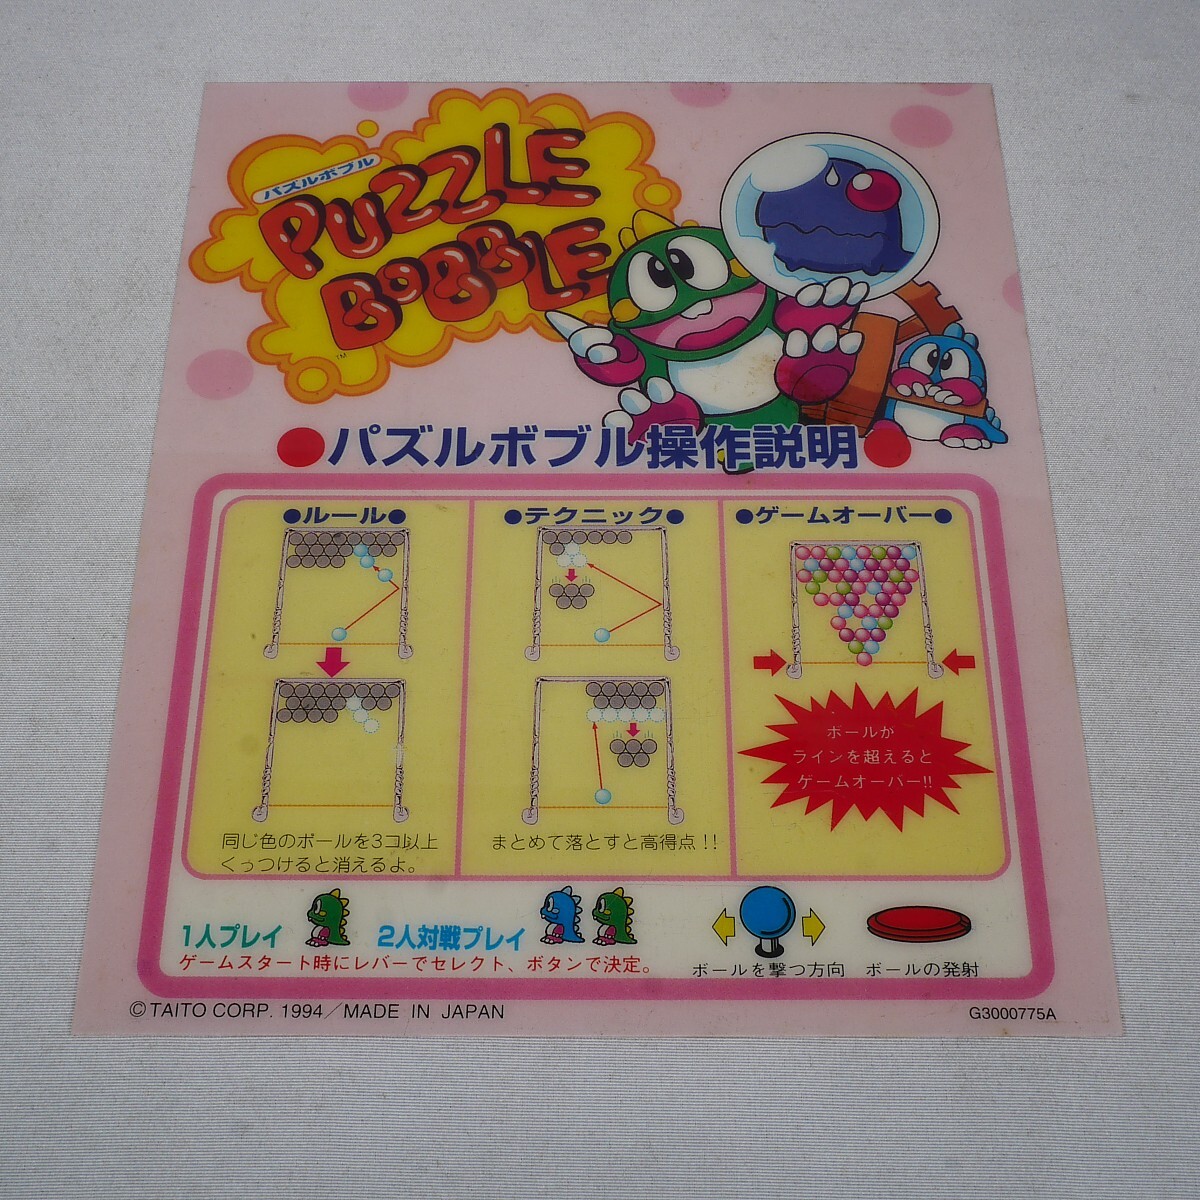 パズルボブル
PUZZLE
BOBBLE
TM
●パズルボブル操作説明●
●ルール●
同じ色のボールを3コ以上
くっつけると消えるよ。
●テクニック●
まとめて落とすと高得点!!
●ゲームオーバー●
ボールが
ラインを超えると
ゲームオーバー!!
1人プレイ
2人対戦プレイ
ゲームスタート時にレバーでセレクト、ボタンで決定。
ボールを撃つ方向
ボールの発射
©TAITO CORP. 1994/MADE IN JAPAN
G3000775A